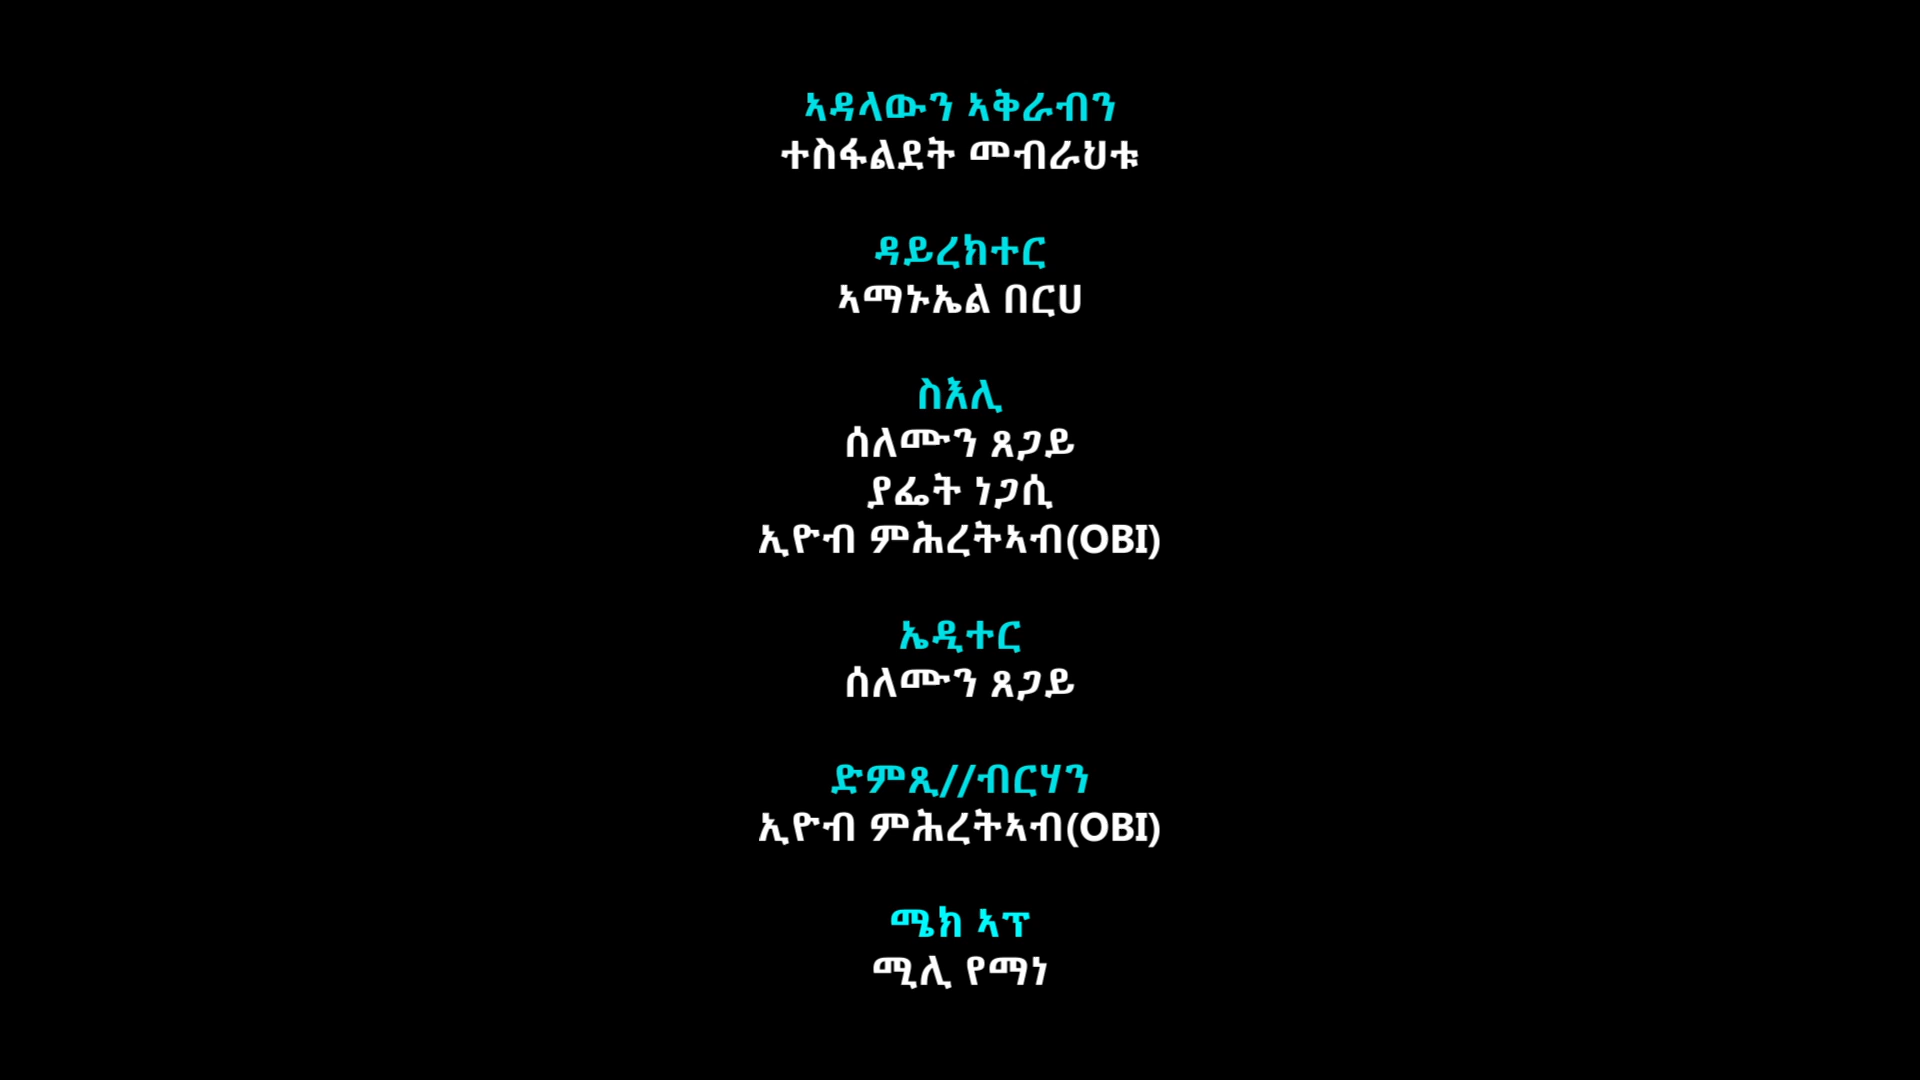 ኣዳላውን ኣቅራብን
ተስፋልደት መብራህቱ
ዳይረክተር
ኣማኑኤል በርሀ
ስእሊ
ሰለሙን ጸጋይ
ያፌት ነጋሲ
ኢዮብ ምሕረትኣብ(OBI)
ኤዲተር
ሰለሙን ጸጋይ
ድምጺ//ብርሃን
ኢዮብ ምሕረትኣብ(OBI)
ሜክ ኣፕ
ሚሊ የማነ